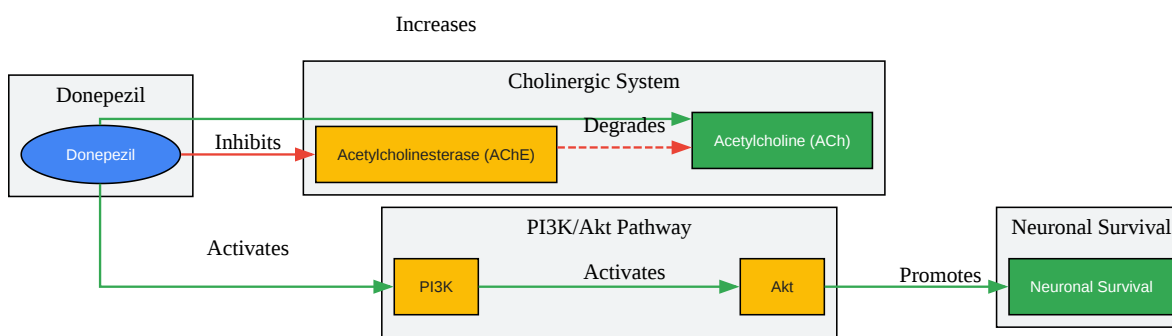 Increases
Cholinergic System
Donepezil
Degrades
Acetylcholine (ACh)
Donepezil
Inhibits
Acetylcholinesterase (AChE)
PI3K/Akt Pathway
Neuronal Survival
Activates
Activates
Promotes
PI3K
Akt
Neuronal Survival